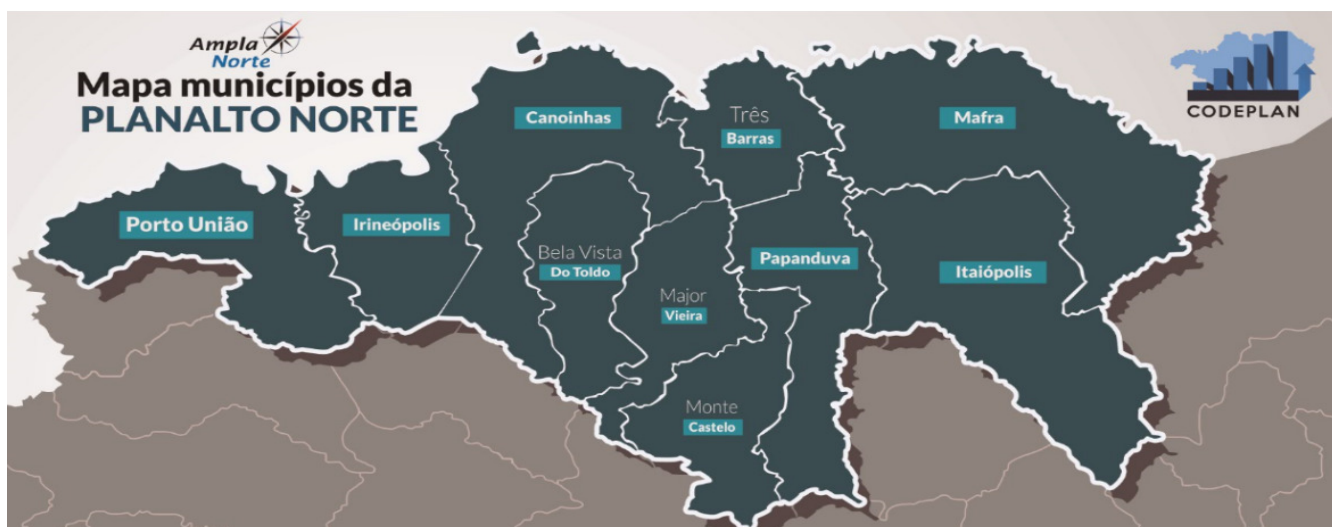 Ampla
Norte
Mapa municípios da
PLANALTO NORTE
CODEPLAN
Canoinhas
Três
Barras
Mafra
Porto União
Irineópolis
Bela Vista
Do Toldo
Major
Vieira
Papanduva
Itaiópolis
Monte
Castelo